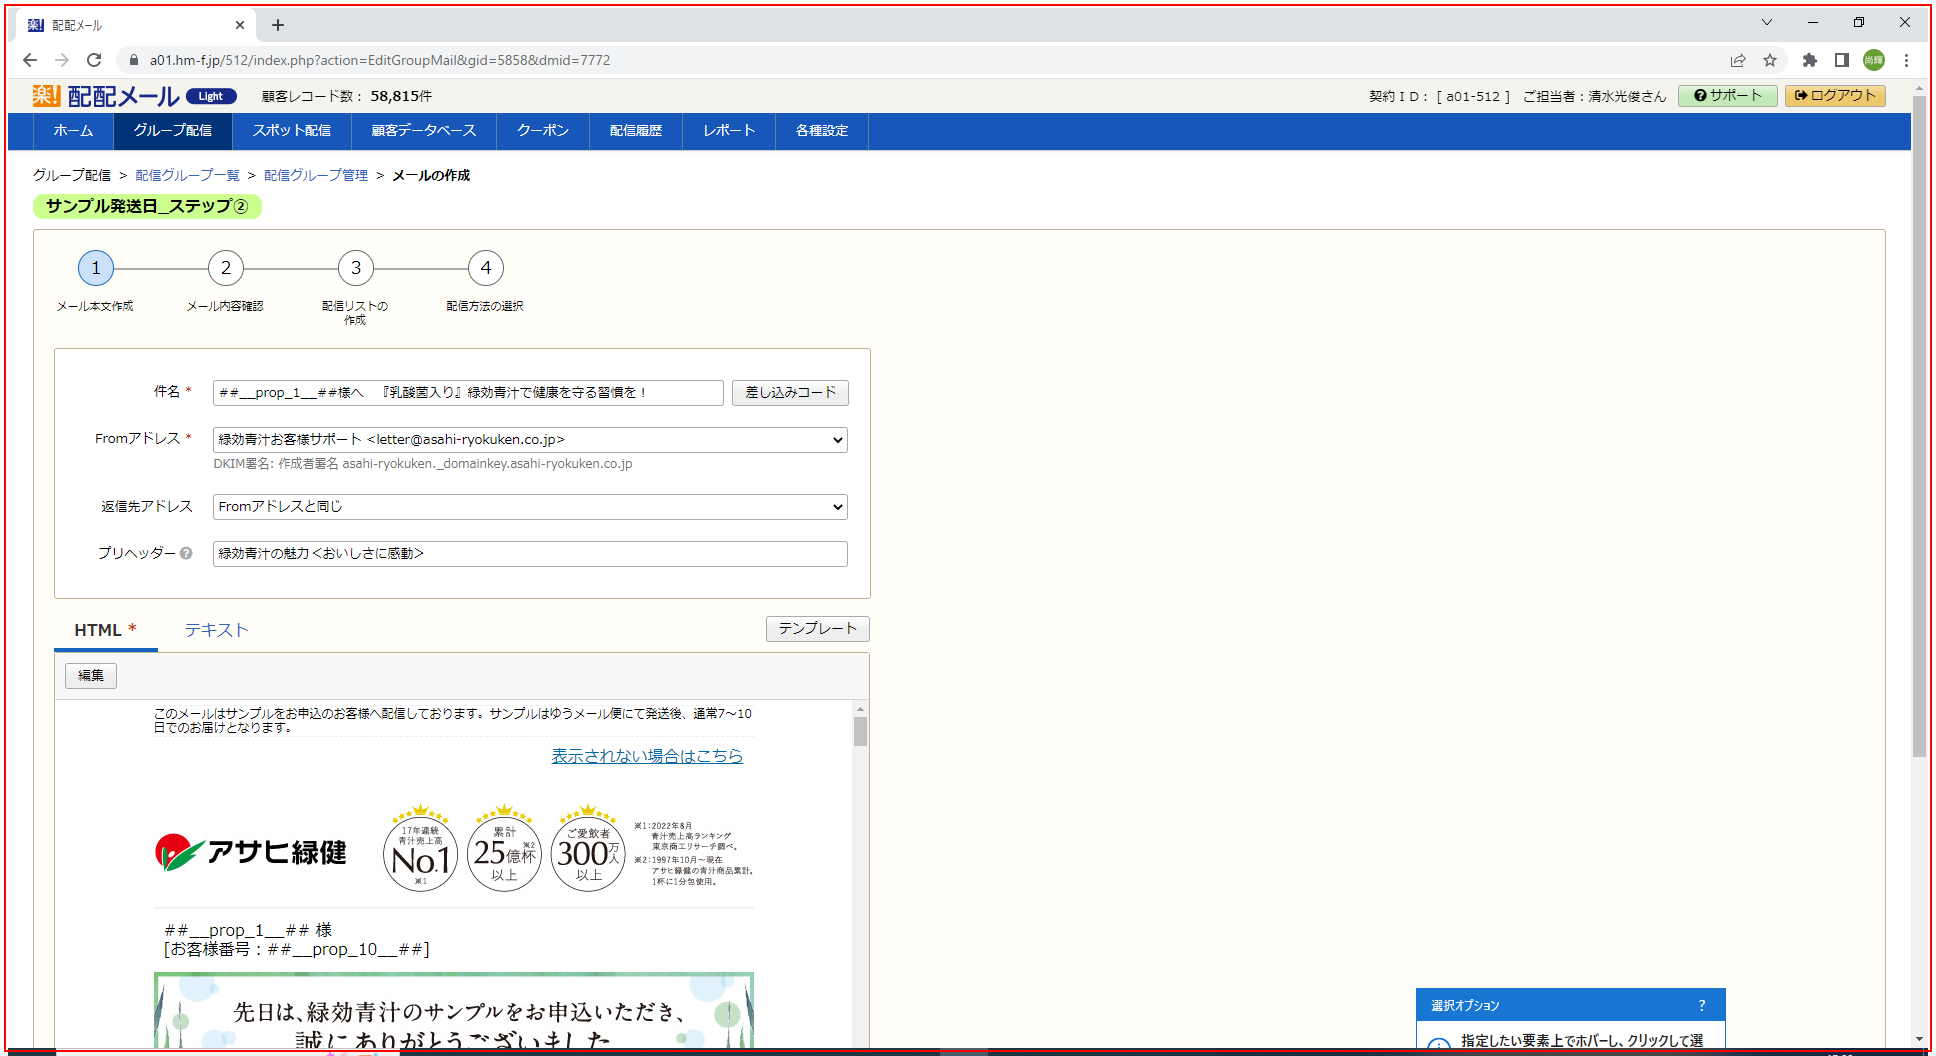 配配メール
a01.hm-f.jp/512/index.php?action=EditGroupMail&gid=5858&dmid=7772
尚輝
楽! 配配メール Light 顧客レコード数： 58,815件
契約ＩＤ： [ a01-512 ] ご担当者：清水光俊さん サポート ログアウト
ホーム グループ配信 スポット配信 顧客データベース クーポン 配信履歴 レポート 各種設定
グループ配信 > 配信グループ一覧 > 配信グループ管理 > メールの作成
サンプル発送日_ステップ②
1 2 3 4
メール本文作成 メール内容確認 配信リストの 配信方法の選択
作成
件名 * ##__prop_1__##様へ 『乳酸菌入り』緑効青汁で健康を守る習慣を！ 差し込みコード
Fromアドレス * 緑効青汁お客様サポート <letter@asahi-ryokuken.co.jp>
DKIM署名: 作成者署名 asahi-ryokuken._domainkey.asahi-ryokuken.co.jp
返信先アドレス Fromアドレスと同じ
プリヘッダー ? 緑効青汁の魅力＜おいしさに感動＞
HTML * テキスト テンプレート
編集
このメールはサンプルをお申込のお客様へ配信しております。サンプルはゆうメール便にて発送後、通常7～10
日でのお届けとなります。
表示されない場合はこちら
アサヒ緑健
17年連続
青汁売上高
No.1
※1
累計
25億杯※2
以上
ご愛飲者
300万人
以上
※1：2022年8月
青汁売上高ランキング
東京商工リサーチ調べ。
※2：1997年10月～現在
アサヒ緑健の青汁商品累計。
1杯に1分包使用。
##__prop_1__## 様
[お客様番号：##__prop_10__##]
先日は、緑効青汁のサンプルをお申込いただき、
誠にありがとうございました
選択オプション ?
指定したい要素上でホバーし、クリックして選